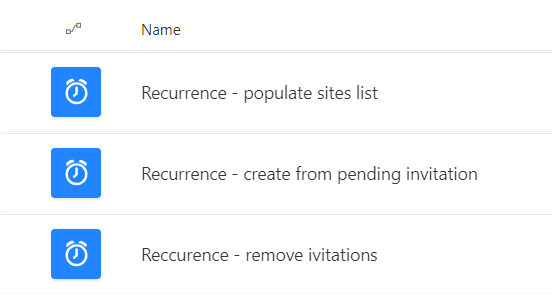 Name
Recurrence - populate sites list
Recurrence - create from pending invitation
Reccurence - remove ivitations